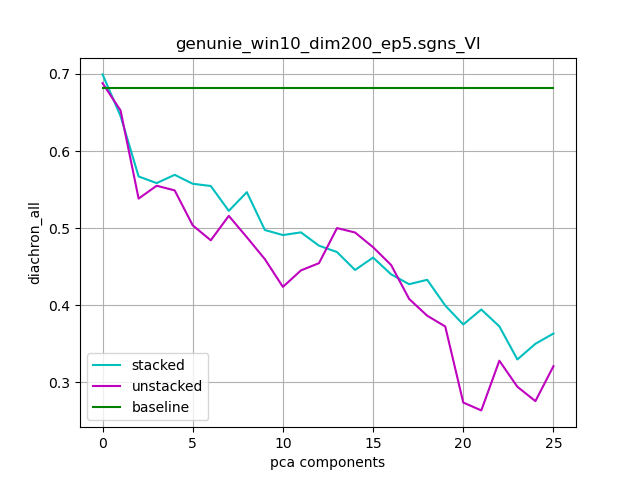 genunie_win10_dim200_ep5.sgns_VI
diachron_all
0.7
0.6
0.5
0.4
0.3
stacked
unstacked
baseline
0 5 10 15 20 25
pca components